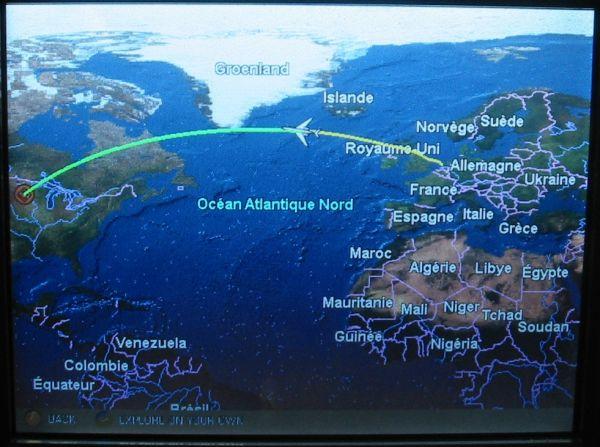 Groenland
Islande
Norvège
Suède
Royaume Uni
Allemagne
Ukraine
France
Océan Atlantique Nord
Espagne
Italie
Grèce
Maroc
Algérie
Libye
Égypte
Mauritanie
Mali
Niger
Tchad
Soudan
Guinée
Nigéria
Venezuela
Colombie
Équateur
Brésil
BACK
EXPLORE ON YOUR OWN